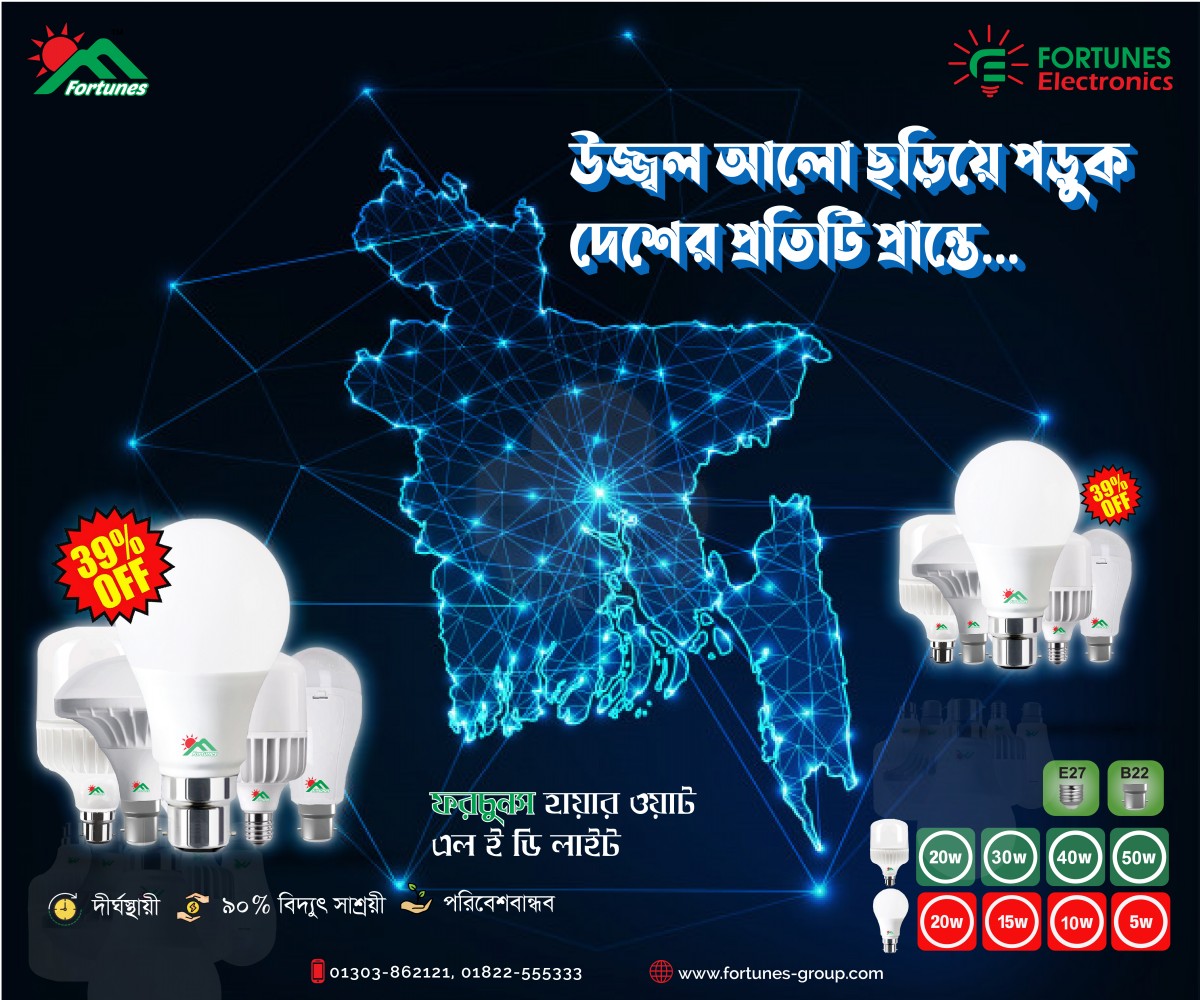 Fortunes
FORTUNES
Electronics
উজ্জ্বল আলো ছড়িয়ে পড়ুক
দেশের প্রতিটি প্রান্তে...
39%
OFF
39%
OFF
ফরচুনস হায়ার ওয়াট
এল ই ডি লাইট
E27 B22
20w 30w 40w 50w
20w 15w 10w 5w
দীর্ঘস্থায়ী ৯০% বিদ্যুৎ সাশ্রয়ী পরিবেশবান্ধব
01303-862121, 01822-555333 www.fortunes-group.com